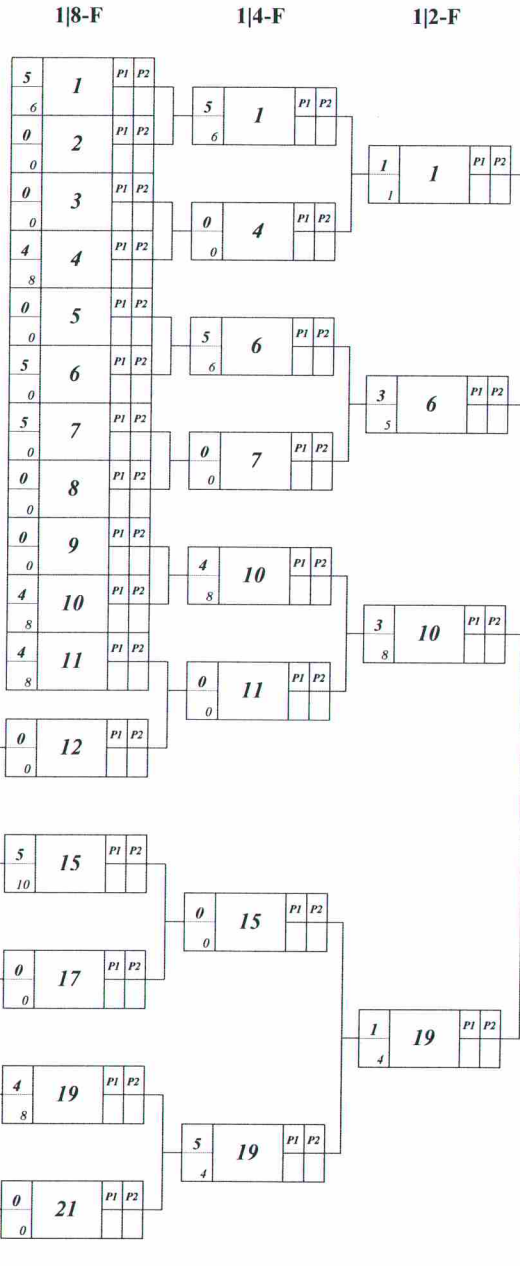 1|8-F 1|4-F 1|2-F
5 6 1 P1 P2
0 0 2 P1 P2
0 0 3 P1 P2
4 8 4 P1 P2
0 0 5 P1 P2
5 0 6 P1 P2
5 0 7 P1 P2
0 0 8 P1 P2
0 0 9 P1 P2
4 8 10 P1 P2
4 8 11 P1 P2
0 0 12 P1 P2
5 10 15 P1 P2
0 0 17 P1 P2
4 8 19 P1 P2
0 0 21 P1 P2
5 6 1 P1 P2
0 0 4 P1 P2
5 6 6 P1 P2
0 0 7 P1 P2
4 8 10 P1 P2
0 0 11 P1 P2
0 0 15 P1 P2
5 4 19 P1 P2
1 1 1 P1 P2
3 5 6 P1 P2
3 8 10 P1 P2
1 4 19 P1 P2